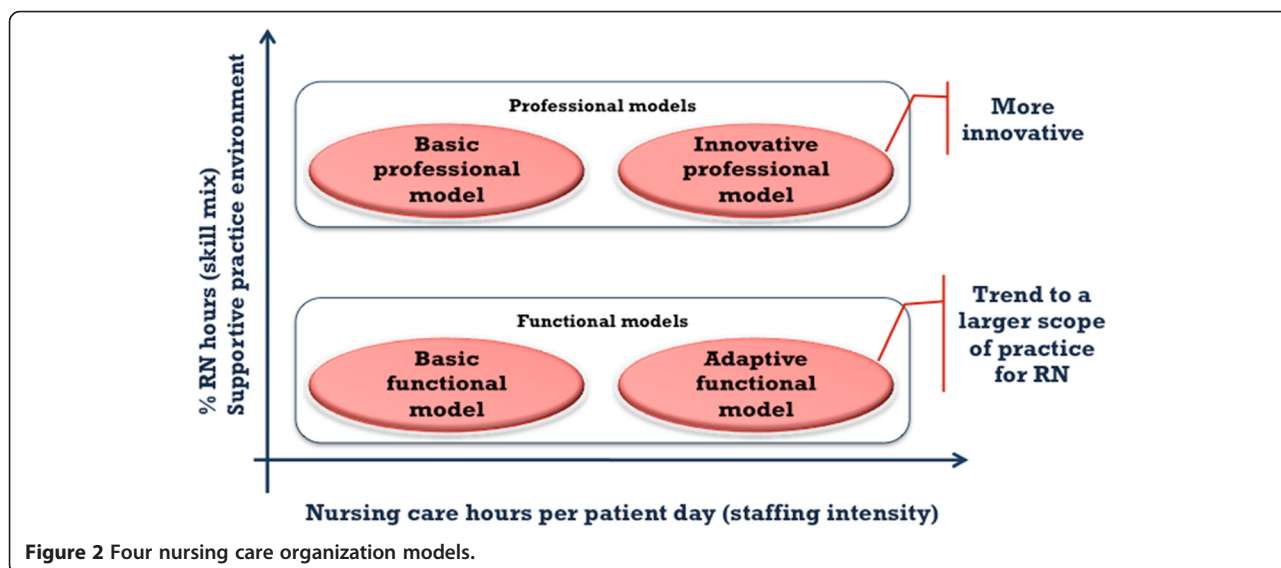 % RN hours (skill mix)
Supportive practice environment
Professional models
Basic
professional
model
Innovative
professional
model
More
innovative
Functional models
Basic
functional
model
Adaptive
functional
model
Trend to a
larger scope
of practice
for RN
Nursing care hours per patient day (staffing intensity)
Figure 2 Four nursing care organization models.